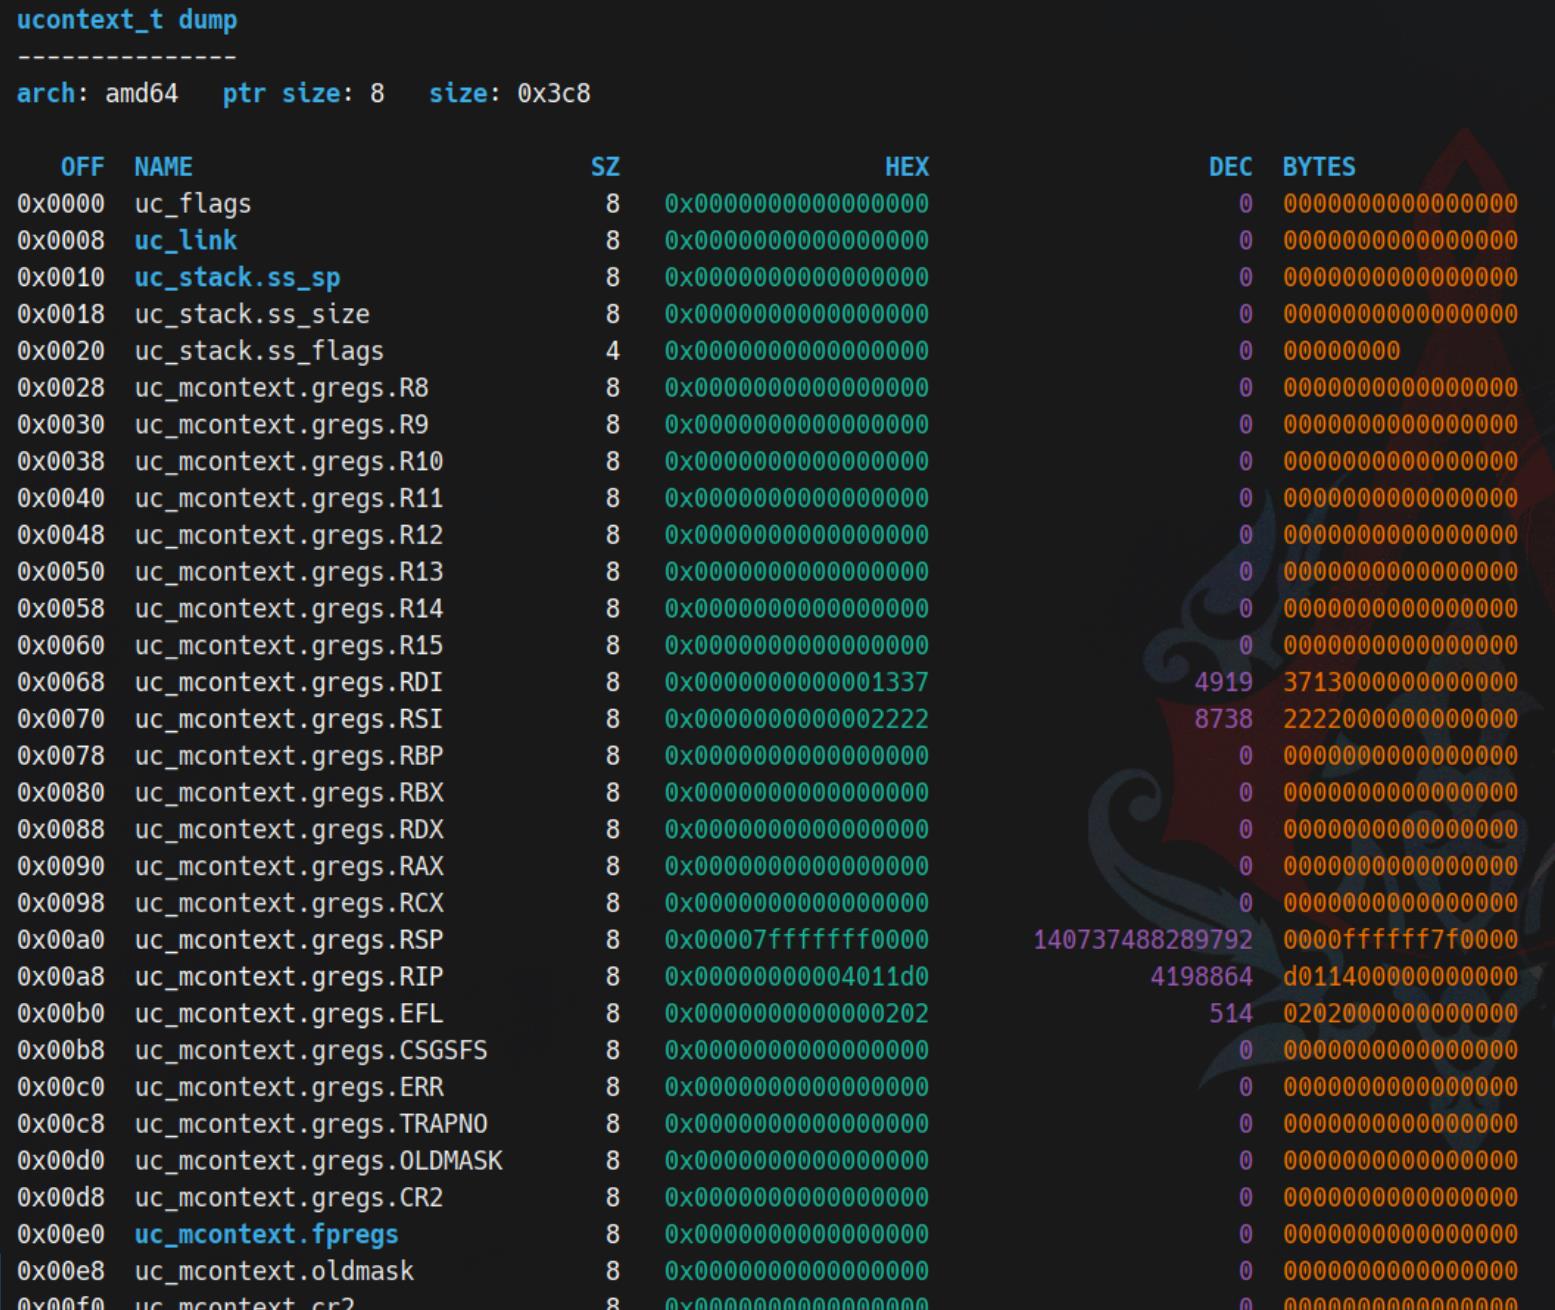 ucontext_t dump
---------------
arch: amd64   ptr size: 8   size: 0x3c8
OFF  NAME                           SZ                 HEX                    DEC  BYTES
0x0000  uc_flags                        8   0x0000000000000000                      0  0000000000000000
0x0008  uc_link                         8   0x0000000000000000                      0  0000000000000000
0x0010  uc_stack.ss_sp                  8   0x0000000000000000                      0  0000000000000000
0x0018  uc_stack.ss_size                8   0x0000000000000000                      0  0000000000000000
0x0020  uc_stack.ss_flags               4   0x0000000000000000                      0  00000000
0x0028  uc_mcontext.gregs.R8            8   0x0000000000000000                      0  0000000000000000
0x0030  uc_mcontext.gregs.R9            8   0x0000000000000000                      0  0000000000000000
0x0038  uc_mcontext.gregs.R10           8   0x0000000000000000                      0  0000000000000000
0x0040  uc_mcontext.gregs.R11           8   0x0000000000000000                      0  0000000000000000
0x0048  uc_mcontext.gregs.R12           8   0x0000000000000000                      0  0000000000000000
0x0050  uc_mcontext.gregs.R13           8   0x0000000000000000                      0  0000000000000000
0x0058  uc_mcontext.gregs.R14           8   0x0000000000000000                      0  0000000000000000
0x0060  uc_mcontext.gregs.R15           8   0x0000000000000000                      0  0000000000000000
0x0068  uc_mcontext.gregs.RDI           8   0x0000000000001337                   4919  3713000000000000
0x0070  uc_mcontext.gregs.RSI           8   0x0000000000002222                   8738  2222000000000000
0x0078  uc_mcontext.gregs.RBP           8   0x0000000000000000                      0  0000000000000000
0x0080  uc_mcontext.gregs.RBX           8   0x0000000000000000                      0  0000000000000000
0x0088  uc_mcontext.gregs.RDX           8   0x0000000000000000                      0  0000000000000000
0x0090  uc_mcontext.gregs.RAX           8   0x0000000000000000                      0  0000000000000000
0x0098  uc_mcontext.gregs.RCX           8   0x0000000000000000                      0  0000000000000000
0x00a0  uc_mcontext.gregs.RSP           8   0x00007fffffff0000        140737488289792  0000ffffff7f0000
0x00a8  uc_mcontext.gregs.RIP           8   0x00000000004011d0                4198864  d011400000000000
0x00b0  uc_mcontext.gregs.EFL           8   0x0000000000000202                    514  0202000000000000
0x00b8  uc_mcontext.gregs.CSGSFS        8   0x0000000000000000                      0  0000000000000000
0x00c0  uc_mcontext.gregs.ERR           8   0x0000000000000000                      0  0000000000000000
0x00c8  uc_mcontext.gregs.TRAPNO        8   0x0000000000000000                      0  0000000000000000
0x00d0  uc_mcontext.gregs.OLDMASK       8   0x0000000000000000                      0  0000000000000000
0x00d8  uc_mcontext.gregs.CR2           8   0x0000000000000000                      0  0000000000000000
0x00e0  uc_mcontext.fpregs              8   0x0000000000000000                      0  0000000000000000
0x00e8  uc_mcontext.oldmask             8   0x0000000000000000                      0  0000000000000000
0x00f0  uc_mcontext.cr2                 8   0x0000000000000000                      0  0000000000000000